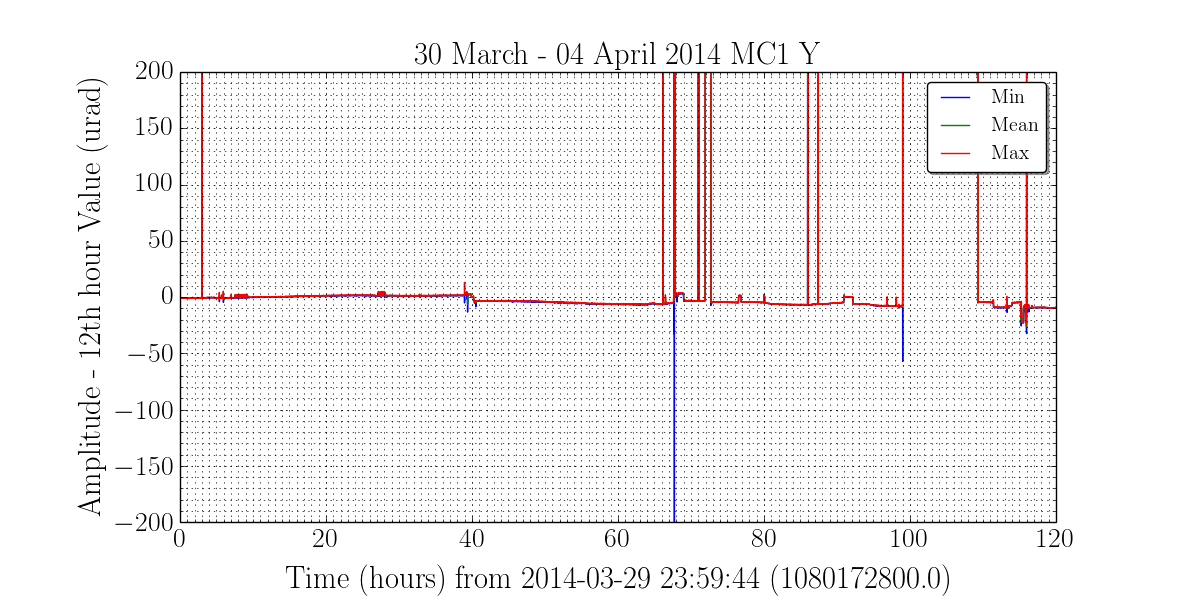 30 March - 04 April 2014 MC1 Y
Amplitude - 12th hour Value (urad)
200
150
100
50
0
−50
−100
−150
−200
Min
Mean
Max
0 20 40 60 80 100 120
Time (hours) from 2014-03-29 23:59:44 (1080172800.0)